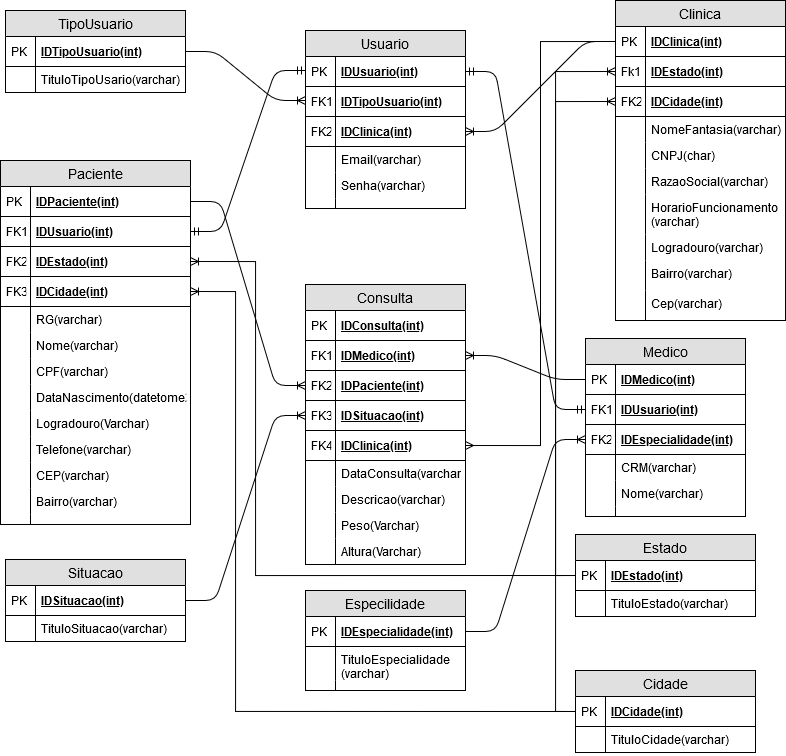 TipoUsuario
PK IDTipoUsuario(int)
TituloTipoUsario(varchar)
Usuario
PK IDUsuario(int)
FK1 IDTipoUsuario(int)
FK2 IDClinica(int)
Email(varchar)
Senha(varchar)
Clinica
PK IDClinica(int)
Fk1 IDEstado(int)
FK2 IDCidade(int)
NomeFantasia(varchar)
CNPJ(char)
RazaoSocial(varchar)
HorarioFuncionamento
(varchar)
Logradouro(varchar)
Bairro(varchar)
Cep(varchar)
Paciente
PK IDPaciente(int)
FK1 IDUsuario(int)
FK2 IDEstado(int)
FK3 IDCidade(int)
RG(varchar)
Nome(varchar)
CPF(varchar)
DataNascimento(datetome2
Logradouro(Varchar)
Telefone(varchar)
CEP(varchar)
Bairro(varchar)
Consulta
PK IDConsulta(int)
FK1 IDMedico(int)
FK2 IDPaciente(int)
FK3 IDSituacao(int)
FK4 IDClinica(int)
DataConsulta(varchar
Descricao(varchar)
Peso(Varchar)
Altura(Varchar)
Medico
PK IDMedico(int)
FK1 IDUsuario(int)
FK2 IDEspecialidade(int)
CRM(varchar)
Nome(varchar)
Situacao
PK IDSituacao(int)
TituloSituacao(varchar)
Especilidade
PK IDEspecialidade(int)
TituloEspecialidade
(varchar)
Estado
PK IDEstado(int)
TituloEstado(varchar)
Cidade
PK IDCidade(int)
TituloCidade(varchar)